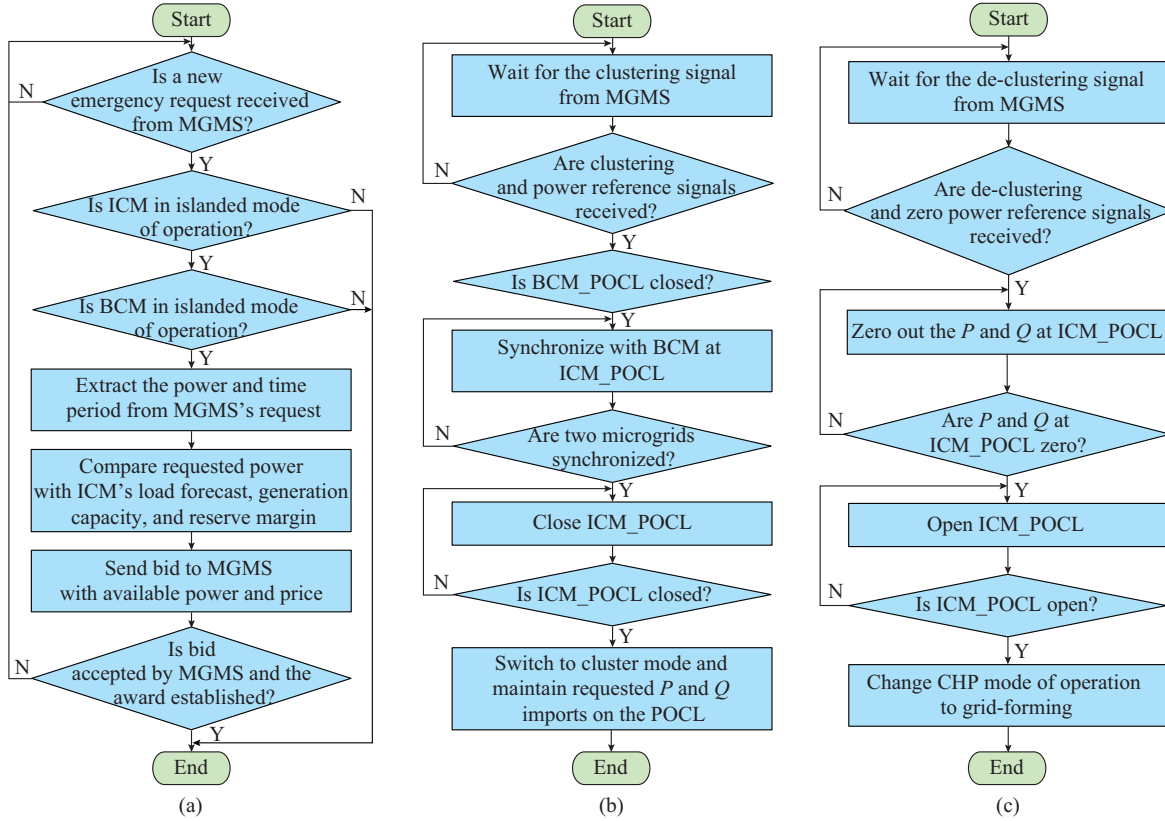 Start
Is a new
emergency request received
from MGMS?
N
Y
Is ICM in islanded mode
of operation?
N
Y
Is BCM in islanded mode
of operation?
N
Y
Extract the power and time
period from MGMS's request
Compare requested power
with ICM's load forecast, generation
capacity, and reserve margin
Send bid to MGMS
with available power and price
Is bid
accepted by MGMS and the
award established?
N
Y
End
(a)
Start
Wait for the clustering signal
from MGMS
Are clustering
and power reference signals
received?
N
Y
Is BCM_POCL closed?
Y
Synchronize with BCM at
ICM_POCL
Are two microgrids
synchronized?
N
Y
Close ICM_POCL
Is ICM_POCL closed?
N
Y
Switch to cluster mode and
maintain requested P and Q
imports on the POCL
End
(b)
Start
Wait for the de-clustering signal
from MGMS
Are de-clustering
and zero power reference signals
received?
N
Y
Zero out the P and Q at ICM_POCL
Are P and Q at
ICM_POCL zero?
N
Y
Open ICM_POCL
Is ICM_POCL open?
N
Y
Change CHP mode of operation
to grid-forming
End
(c)